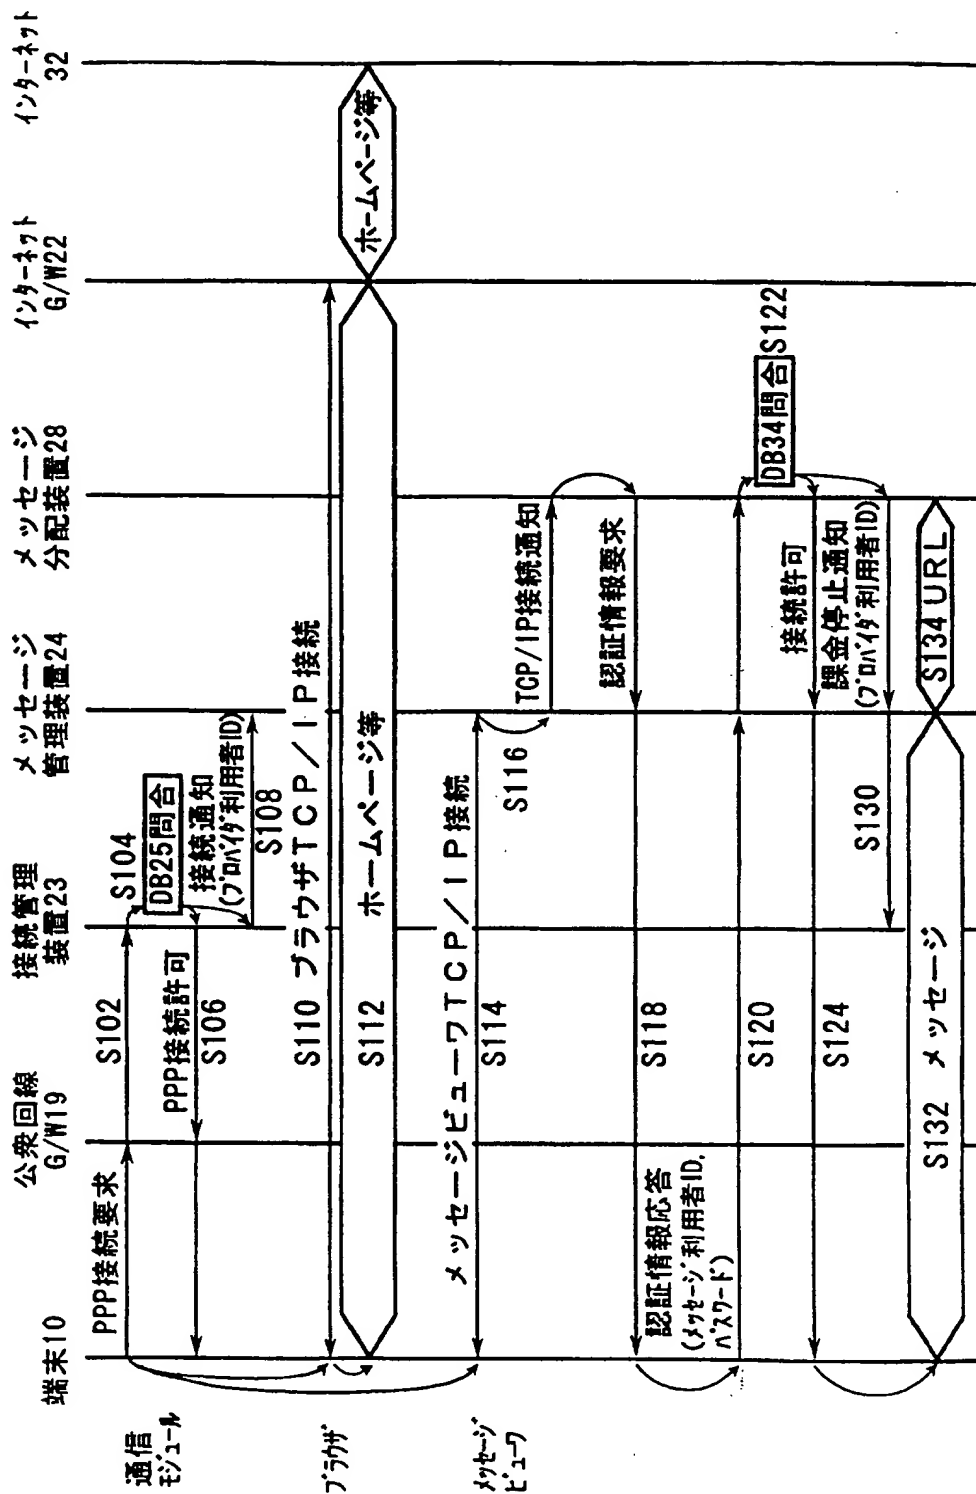 端末10
公衆回線
G/W19
接続管理
装置23
メッセージ
管理装置24
メッセージ
分配装置28
インターネット
G/W22
インターネット
32
通信
モジュール
PPP接続要求
S102
S104
DB25問合
PPP接続許可
S106
接続通知
(プロバイダ利用者ID)
S108
ブラウザ
S110 ブラウザTCP/IP接続
S112
ホームページ等
ホームページ等
メッセージ
ビューワ
メッセージビューワTCP/IP接続
S114
S116
TCP/IP接続通知
認証情報要求
S118
認証情報応答
(メッセージ利用者ID,
パスワード)
S120
DB34問合
S122
接続許可
S124
課金停止通知
(プロバイダ利用者ID)
S130
S132 メッセージ
S134 URL